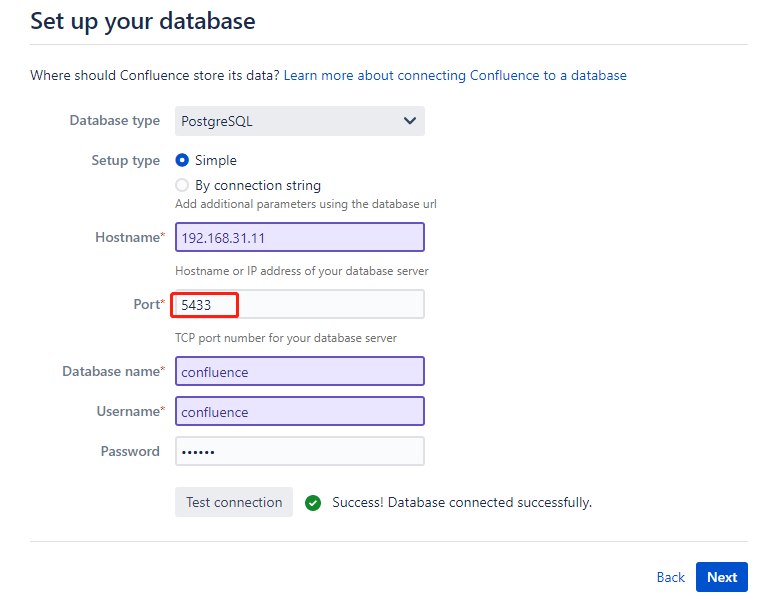 Set up your database
Where should Confluence store its data? Learn more about connecting Confluence to a database
Database type PostgreSQL
Setup type Simple
By connection string
Add additional parameters using the database url
Hostname* 192.168.31.11
Hostname or IP address of your database server
Port* 5433
TCP port number for your database server
Database name* confluence
Username* confluence
Password ••••••
Test connection Success! Database connected successfully.
Back Next